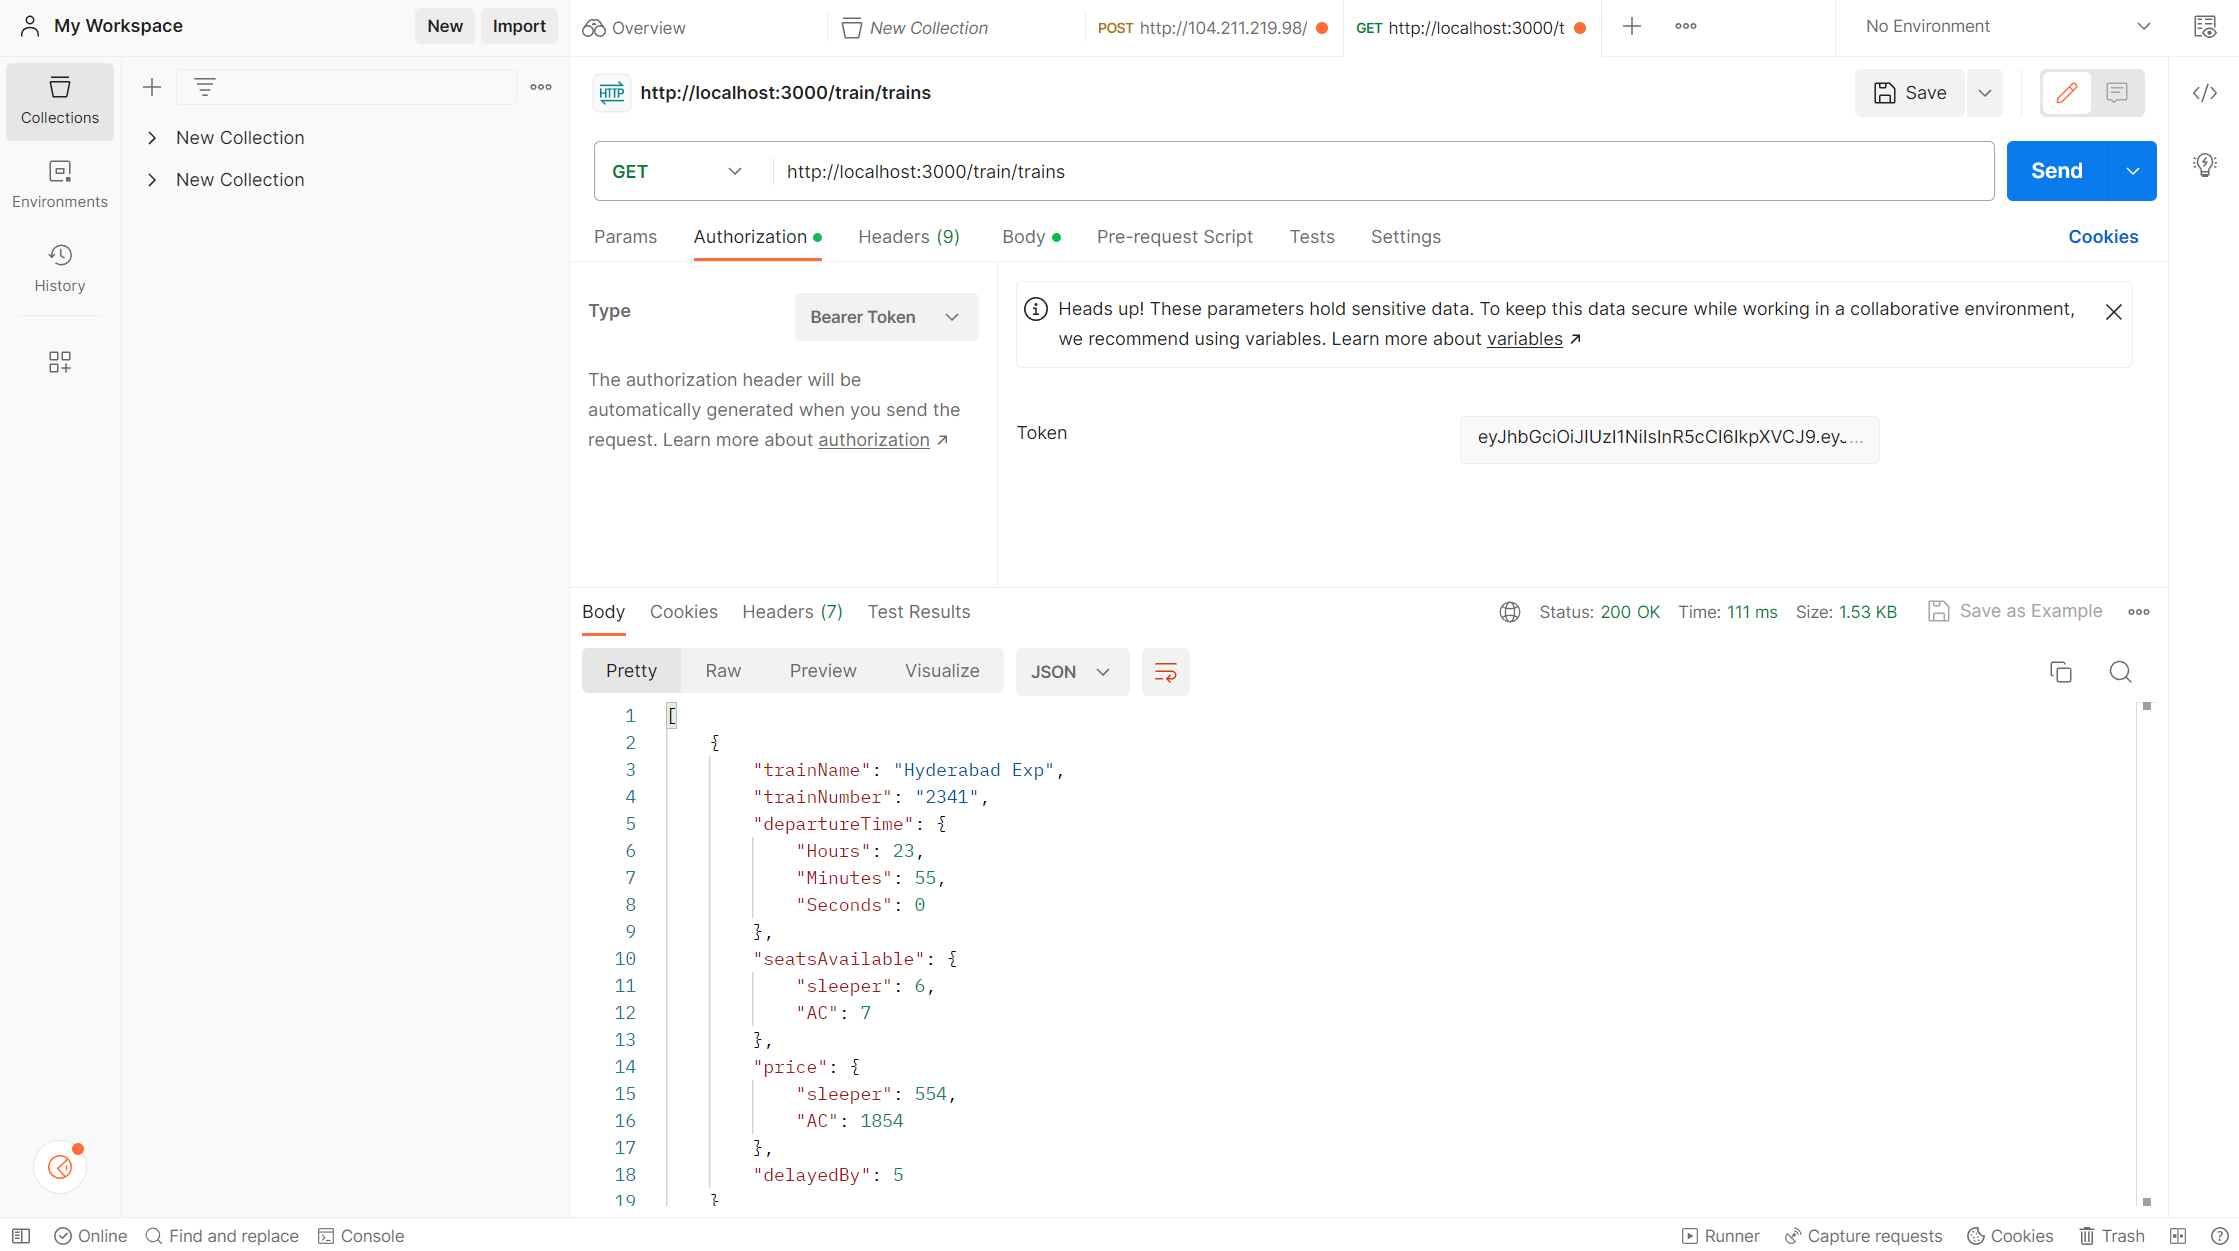 My Workspace
New
Import
Overview
New Collection
POST http://104.211.219.98/
GET http://localhost:3000/t
No Environment
Collections
Environments
History
New Collection
New Collection
HTTP
http://localhost:3000/train/trains
Save
GET
http://localhost:3000/train/trains
Send
Params
Authorization
Headers (9)
Body
Pre-request Script
Tests
Settings
Cookies
Type
Bearer Token
The authorization header will be
automatically generated when you send the
request. Learn more about authorization ↗
Heads up! These parameters hold sensitive data. To keep this data secure while working in a collaborative environment,
we recommend using variables. Learn more about variables ↗
Token
eyJhbGciOiJIUzI1NiIsInR5cCI6IkpXVCJ9.eyJ...
Body
Cookies
Headers (7)
Test Results
Status: 200 OK
Time: 111 ms
Size: 1.53 KB
Save as Example
Pretty
Raw
Preview
Visualize
JSON
1 [
2 {
3 "trainName": "Hyderabad Exp",
4 "trainNumber": "2341",
5 "departureTime": {
6 "Hours": 23,
7 "Minutes": 55,
8 "Seconds": 0
9 },
10 "seatsAvailable": {
11 "sleeper": 6,
12 "AC": 7
13 },
14 "price": {
15 "sleeper": 554,
16 "AC": 1854
17 },
18 "delayedBy": 5
19 }
Online
Find and replace
Console
Runner
Capture requests
Cookies
Trash